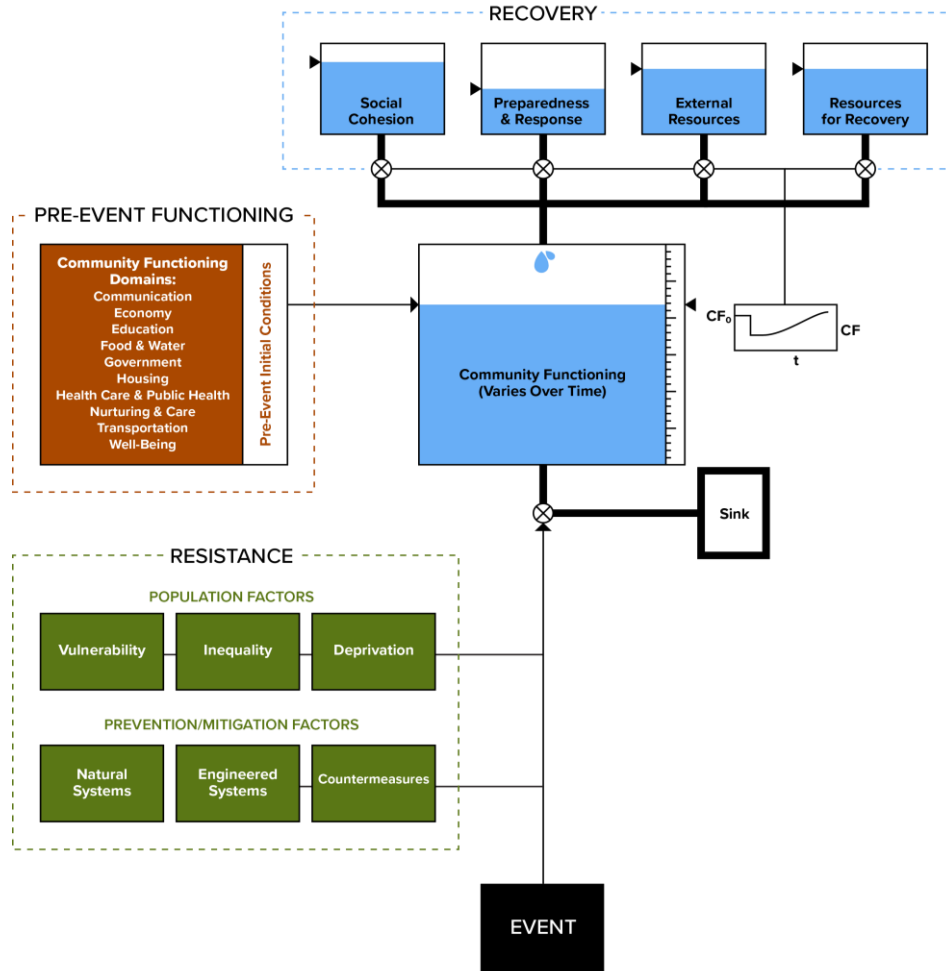 RECOVERY
Social
Cohesion
Preparedness
& Response
External
Resources
Resources
for Recovery
PRE-EVENT FUNCTIONING
Community Functioning
Domains:
Communication
Economy
Education
Food & Water
Government
Housing
Health Care & Public Health
Nurturing & Care
Transportation
Well-Being
Pre-Event Initial Conditions
Community Functioning
(Varies Over Time)
CF₀
CF
t
Sink
RESISTANCE
POPULATION FACTORS
Vulnerability
Inequality
Deprivation
PREVENTION/MITIGATION FACTORS
Natural
Systems
Engineered
Systems
Countermeasures
EVENT